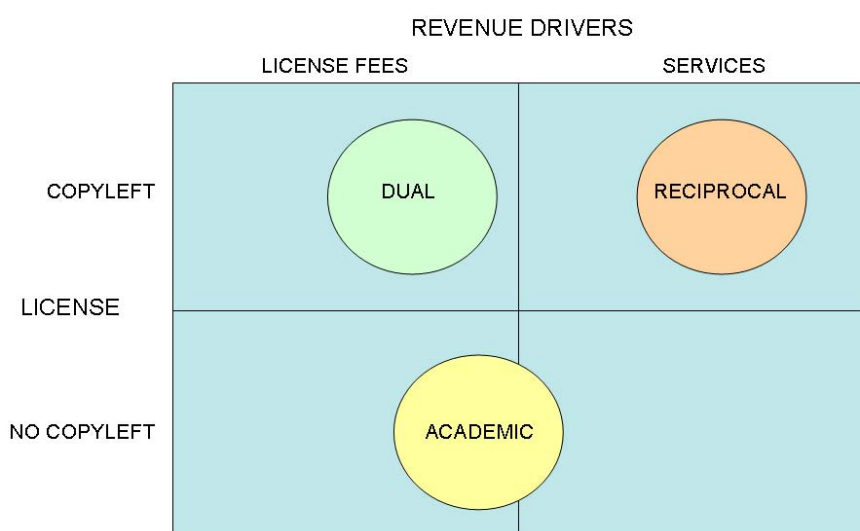 REVENUE DRIVERS
LICENSE FEES
SERVICES
COPYLEFT
DUAL
RECIPROCAL
LICENSE
NO COPYLEFT
ACADEMIC